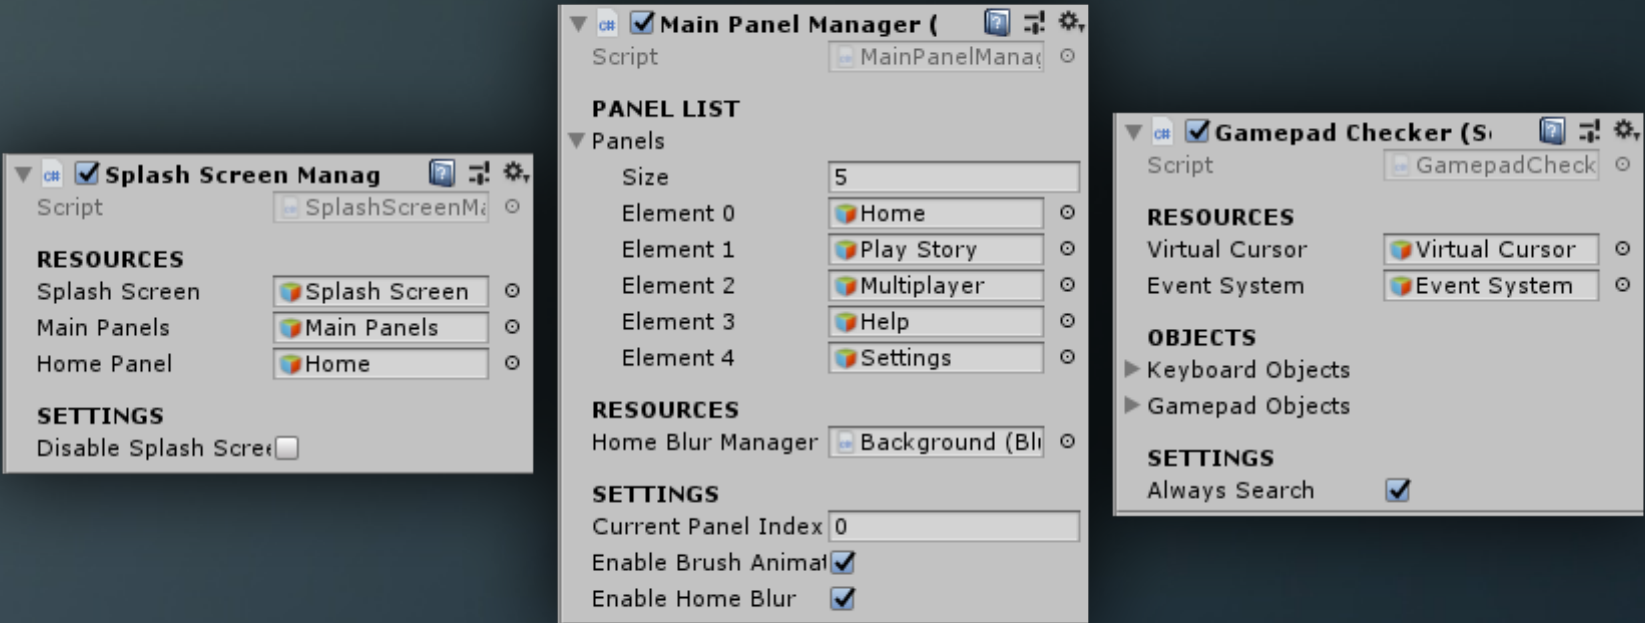 Splash Screen Manag
Script SplashScreenMa
RESOURCES
Splash Screen Splash Screen
Main Panels Main Panels
Home Panel Home
SETTINGS
Disable Splash Scree
Main Panel Manager (
Script MainPanelManag
PANEL LIST
Panels
Size 5
Element 0 Home
Element 1 Play Story
Element 2 Multiplayer
Element 3 Help
Element 4 Settings
RESOURCES
Home Blur Manager Background (Blu
SETTINGS
Current Panel Index 0
Enable Brush Animat
Enable Home Blur
Gamepad Checker (Sc
Script GamepadCheck
RESOURCES
Virtual Cursor Virtual Cursor
Event System Event System
OBJECTS
Keyboard Objects
Gamepad Objects
SETTINGS
Always Search